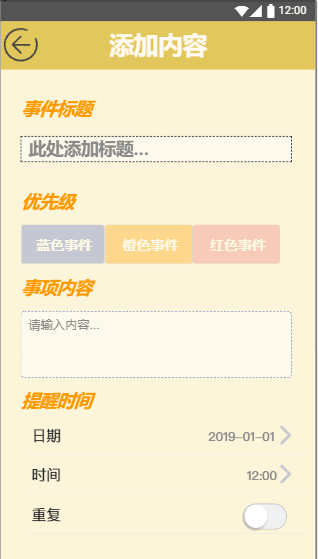 12:00
添加内容
事件标题
此处添加标题...
优先级
蓝色事件 橙色事件 红色事件
事项内容
请输入内容...
提醒时间
日期 2019-01-01
时间 12:00
重复